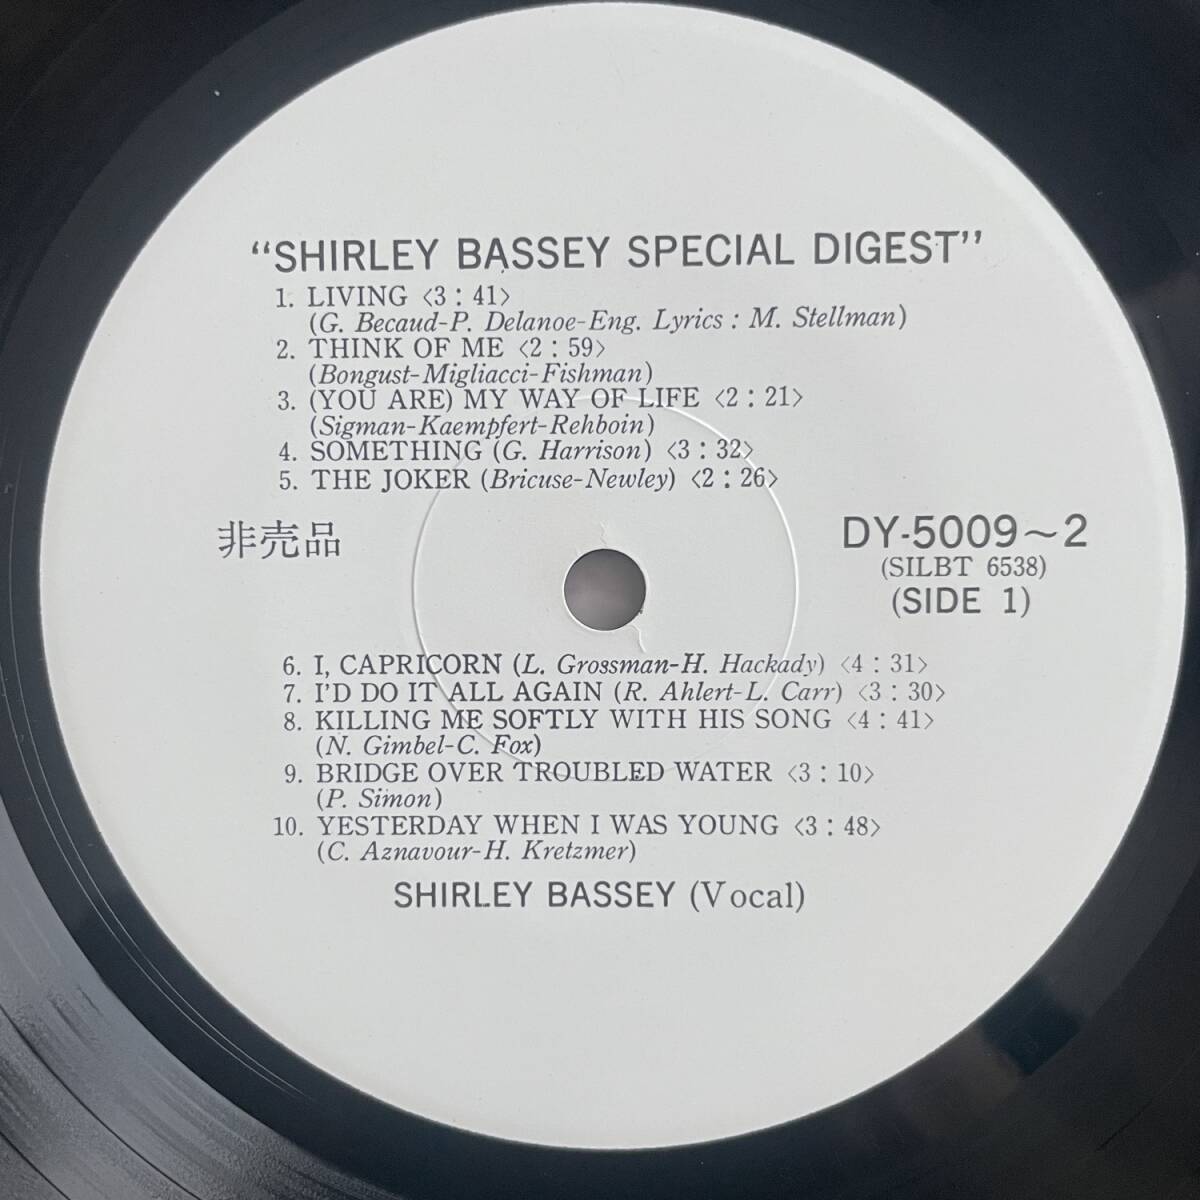 “SHIRLEY BASSEY SPECIAL DIGEST”
1. LIVING 〈3 : 41〉
(G. Becaud-P. Delanoe-Eng. Lyrics : M. Stellman)
2. THINK OF ME 〈2 : 59〉
(Bongust-Migliacci-Fishman)
3. (YOU ARE) MY WAY OF LIFE 〈2 : 21〉
(Sigman-Kaempfert-Rehboin)
4. SOMETHING (G. Harrison) 〈3 : 32〉
5. THE JOKER (Bricuse-Newley) 〈2 : 26〉
非売品
DY-5009~2
(SILBT 6538)
(SIDE 1)
6. I, CAPRICORN (L. Grossman-H. Hackady) 〈4 : 31〉
7. I'D DO IT ALL AGAIN (R. Ahlert-L. Carr) 〈3 : 30〉
8. KILLING ME SOFTLY WITH HIS SONG 〈4 : 41〉
(N. Gimbel-C. Fox)
9. BRIDGE OVER TROUBLED WATER 〈3 : 10〉
(P. Simon)
10. YESTERDAY WHEN I WAS YOUNG 〈3 : 48〉
(C. Aznavour-H. Kretzmer)
SHIRLEY BASSEY (Vocal)